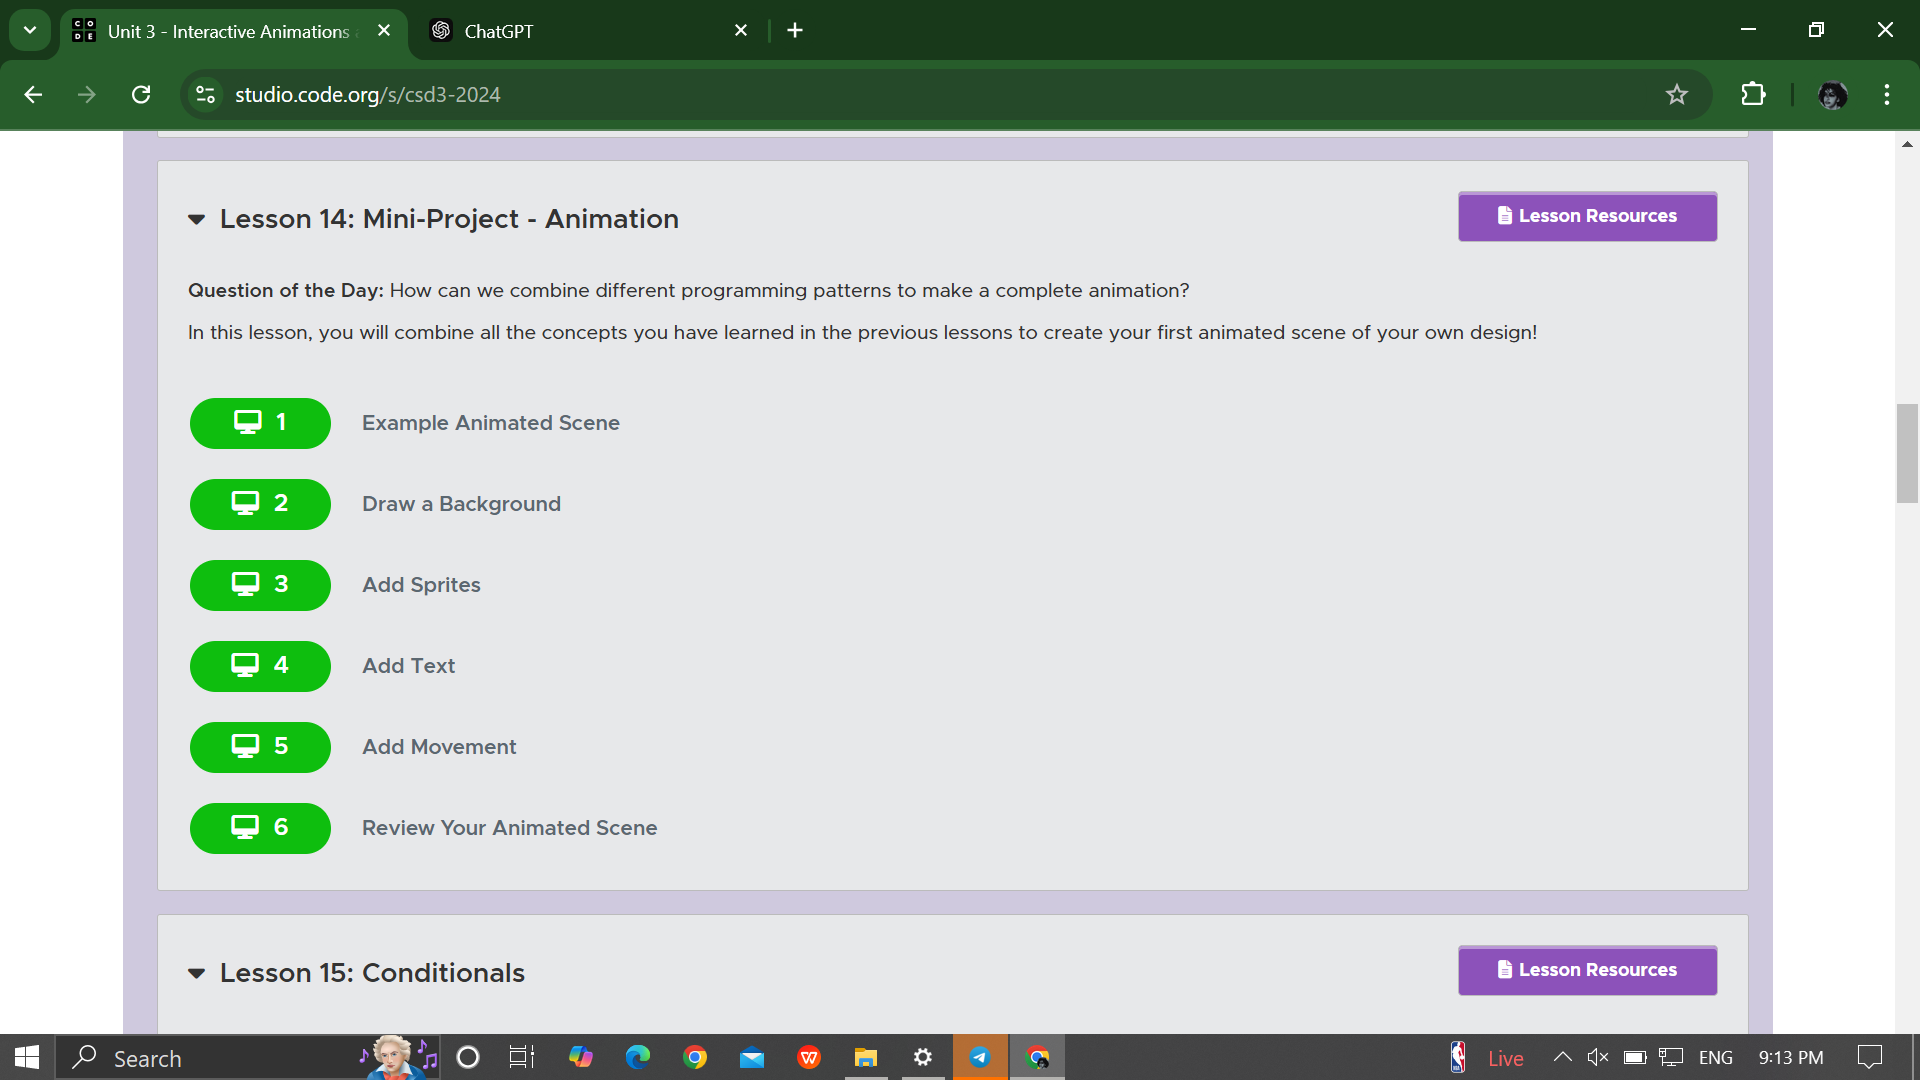 Unit 3 - Interactive Animations a
ChatGPT
studio.code.org/s/csd3-2024
Lesson 14: Mini-Project - Animation
Lesson Resources
Question of the Day: How can we combine different programming patterns to make a complete animation?
In this lesson, you will combine all the concepts you have learned in the previous lessons to create your first animated scene of your own design!
1 Example Animated Scene
2 Draw a Background
3 Add Sprites
4 Add Text
5 Add Movement
6 Review Your Animated Scene
Lesson 15: Conditionals
Lesson Resources
Search
Live
ENG
9:13 PM